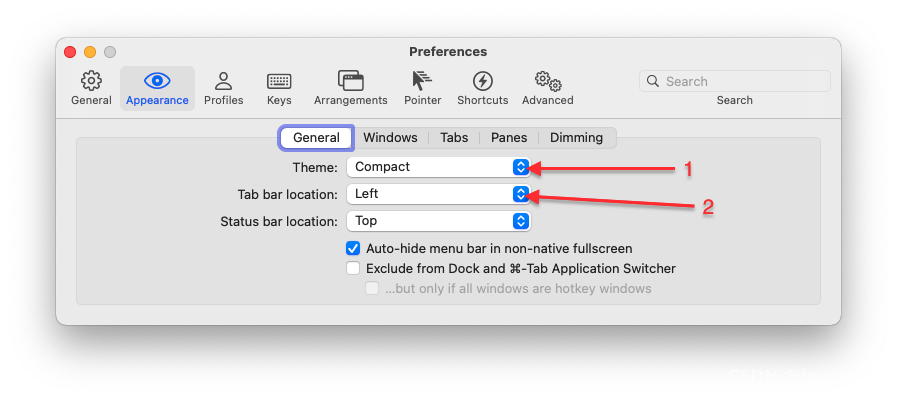 Preferences
General Appearance Profiles Keys Arrangements Pointer Shortcuts Advanced Search
Search
General Windows Tabs Panes Dimming
Theme: Compact
1
Tab bar location: Left
2
Status bar location: Top
Auto-hide menu bar in non-native fullscreen
Exclude from Dock and ⌘-Tab Application Switcher
...but only if all windows are hotkey windows